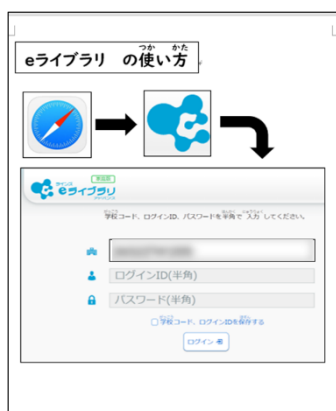 eライブラリ の使い方
ラインズ
eライブラリ
学校コード、ログインID、パスワードを半角で入力してください。
ログインID(半角)
パスワード(半角)
学校コード、ログインIDを保存する
ログイン